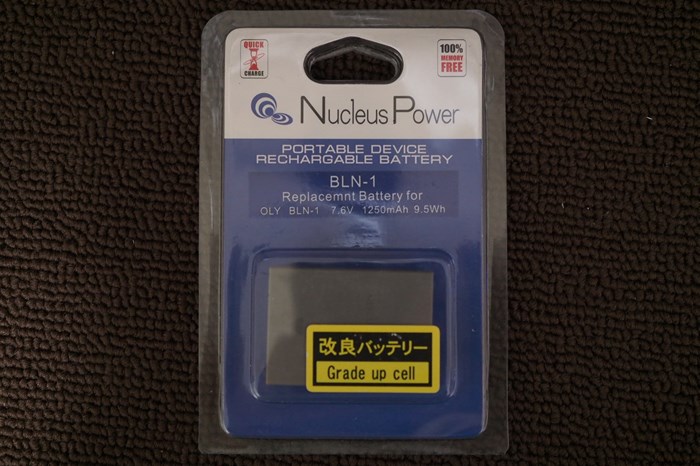 QUICK
CHARGE
100%
MEMORY
FREE
Nucleus Power
PORTABLE DEVICE
RECHARGABLE BATTERY
BLN-1
Replacemnt Battery for
OLY BLN-1 7.6V 1250mAh 9.5Wh
改良バッテリー
Grade up cell